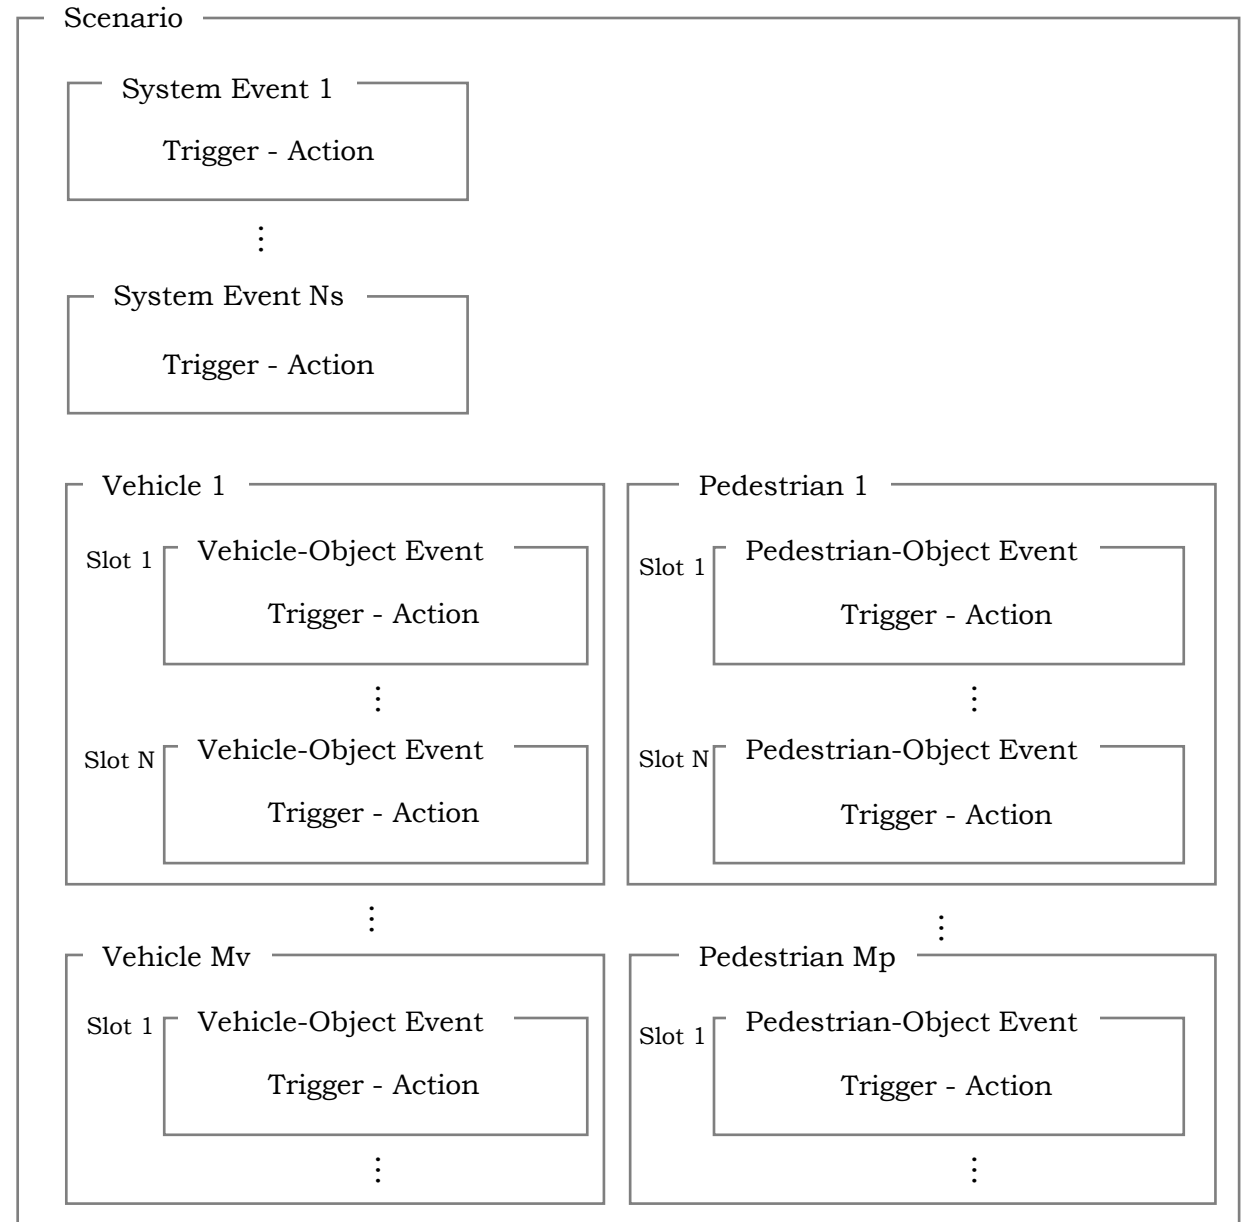 Scenario
System Event 1
Trigger - Action
⋮
System Event Ns
Trigger - Action
Vehicle 1
Slot 1
Vehicle-Object Event
Trigger - Action
⋮
Slot N
Vehicle-Object Event
Trigger - Action
⋮
Vehicle Mv
Slot 1
Vehicle-Object Event
Trigger - Action
⋮
Pedestrian 1
Slot 1
Pedestrian-Object Event
Trigger - Action
⋮
Slot N
Pedestrian-Object Event
Trigger - Action
⋮
Pedestrian Mp
Slot 1
Pedestrian-Object Event
Trigger - Action
⋮